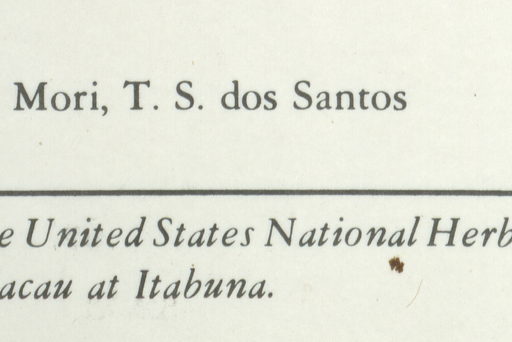 Mori, T. S. dos Santos
e United States National Herb
acau at Itabuna.